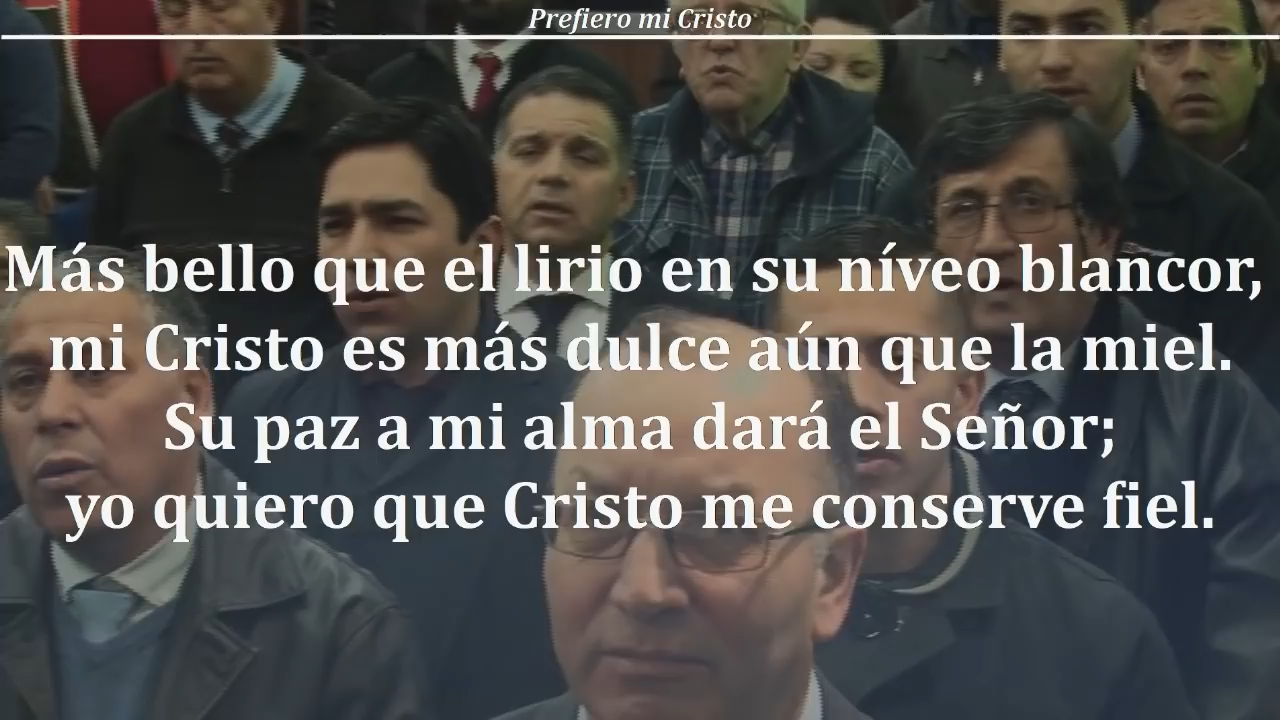 Prefiero mi Cristo
Más bello que el lirio en su níveo blancor,
mi Cristo es más dulce aún que la miel.
Su paz a mi alma dará el Señor;
yo quiero que Cristo me conserve fiel.